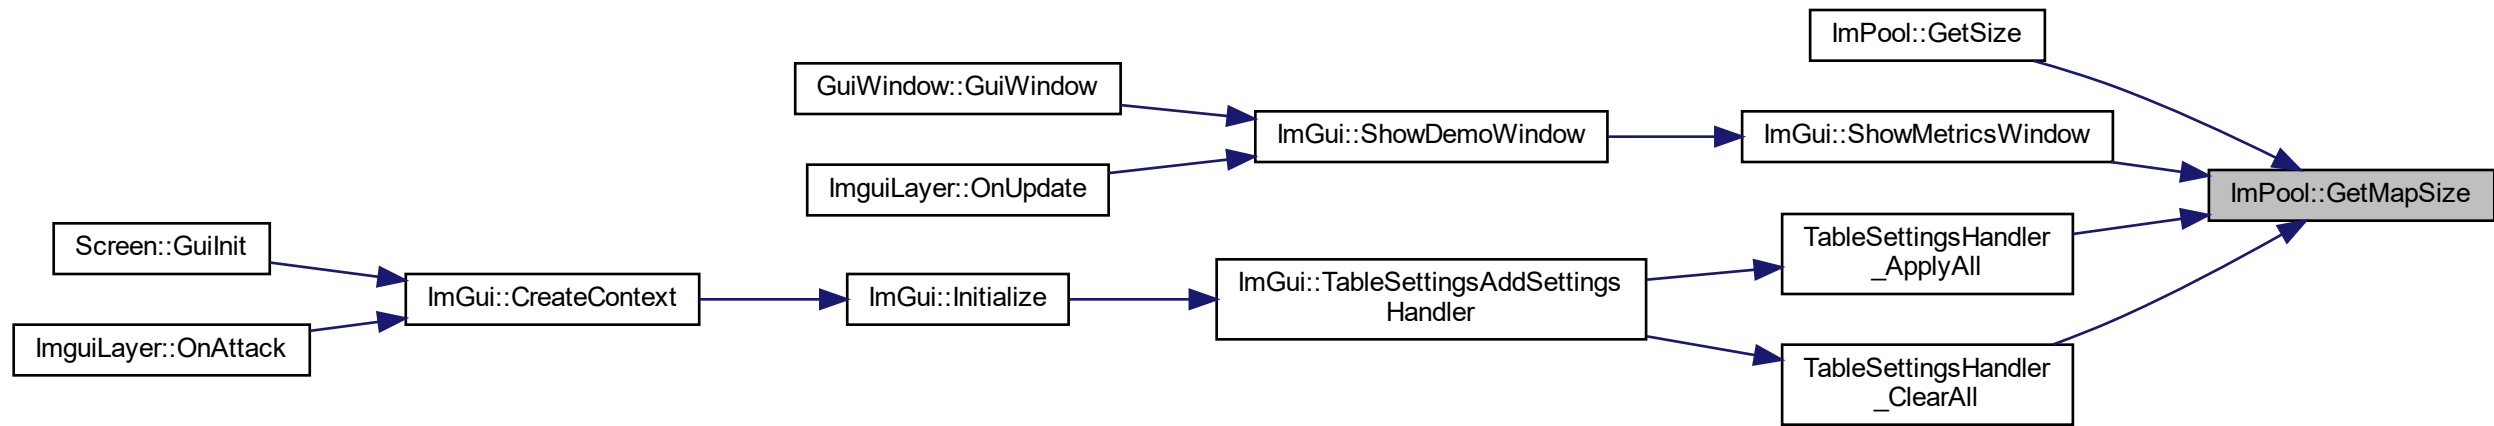 ImPool::GetSize
GuiWindow::GuiWindow
ImGui::ShowDemoWindow
ImGui::ShowMetricsWindow
ImguiLayer::OnUpdate
ImPool::GetMapSize
Screen::GuiInit
TableSettingsHandler
_ApplyAll
ImGui::CreateContext
ImGui::Initialize
ImGui::TableSettingsAddSettings
Handler
ImguiLayer::OnAttack
TableSettingsHandler
_ClearAll